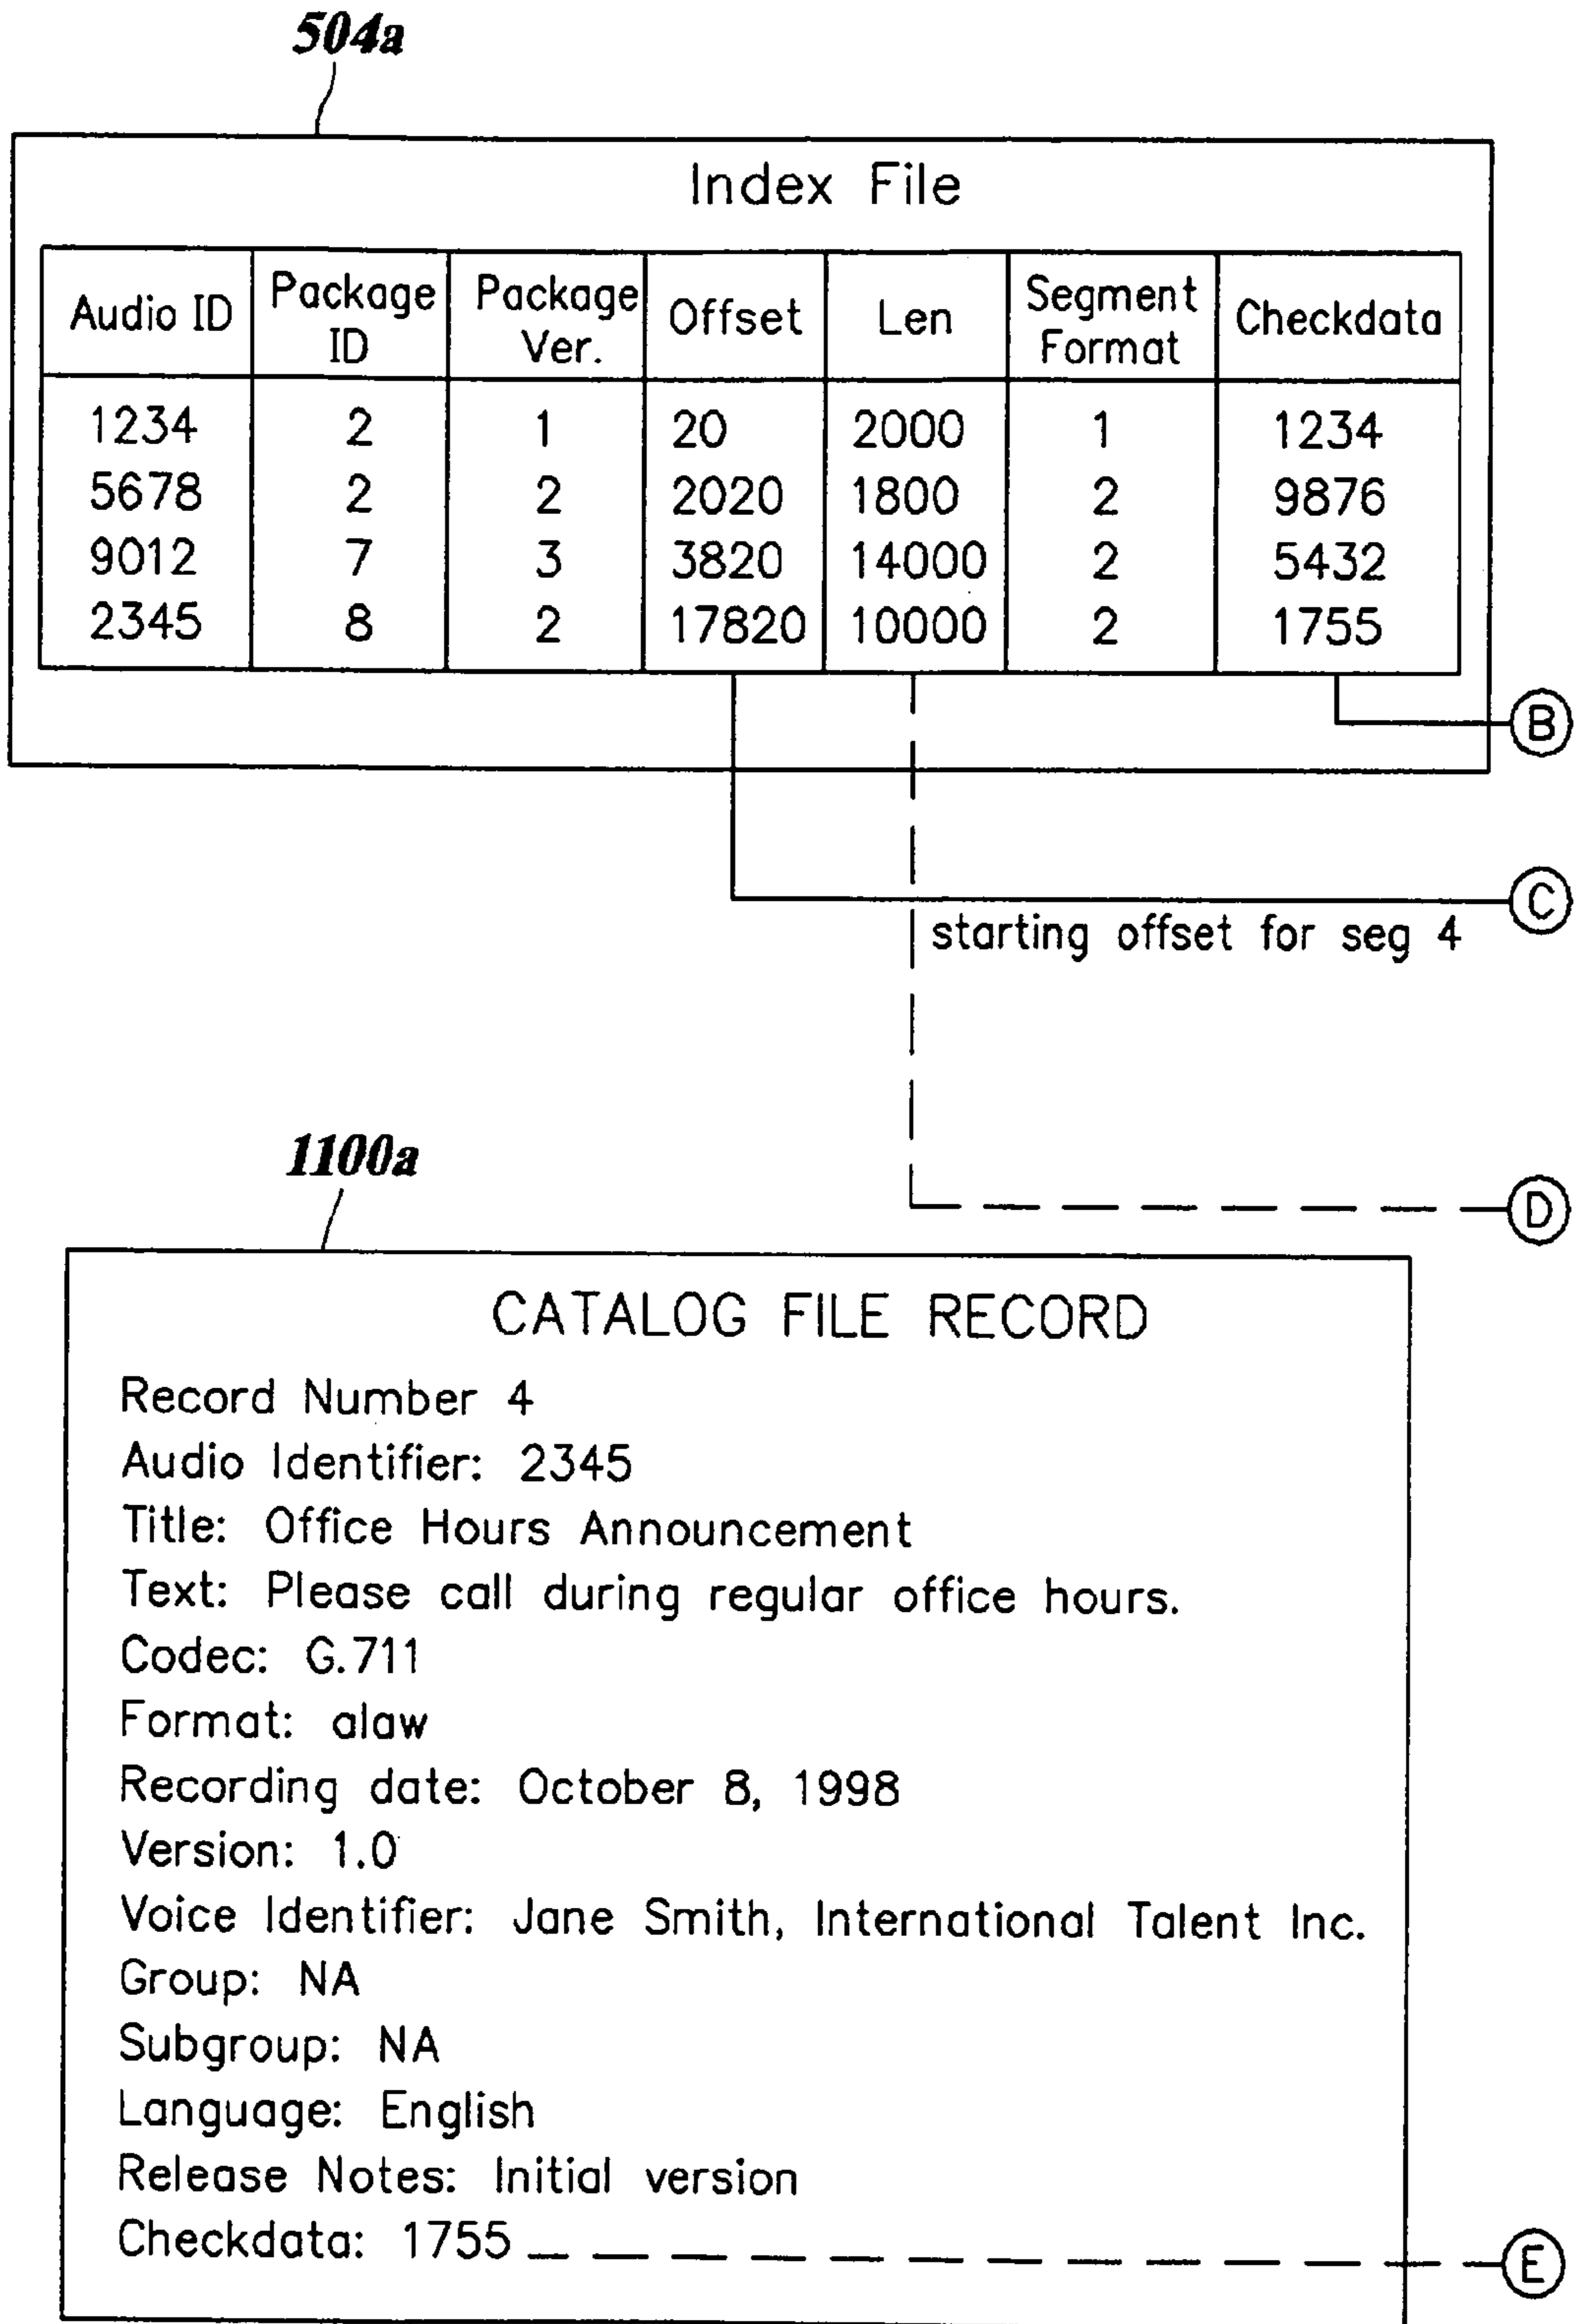 504a
Index File
Audio ID Package ID Package Ver. Offset Len Segment Format Checkdata
1234 2 1 20 2000 1 1234
5678 2 2 2020 1800 2 9876
9012 7 3 3820 14000 2 5432
2345 8 2 17820 10000 2 1755
B
C
starting offset for seg 4
D
1100a
CATALOG FILE RECORD
Record Number 4
Audio Identifier: 2345
Title: Office Hours Announcement
Text: Please call during regular office hours.
Codec: G.711
Format: alaw
Recording date: October 8, 1998
Version: 1.0
Voice Identifier: Jane Smith, International Talent Inc.
Group: NA
Subgroup: NA
Language: English
Release Notes: Initial version
Checkdata: 1755
E